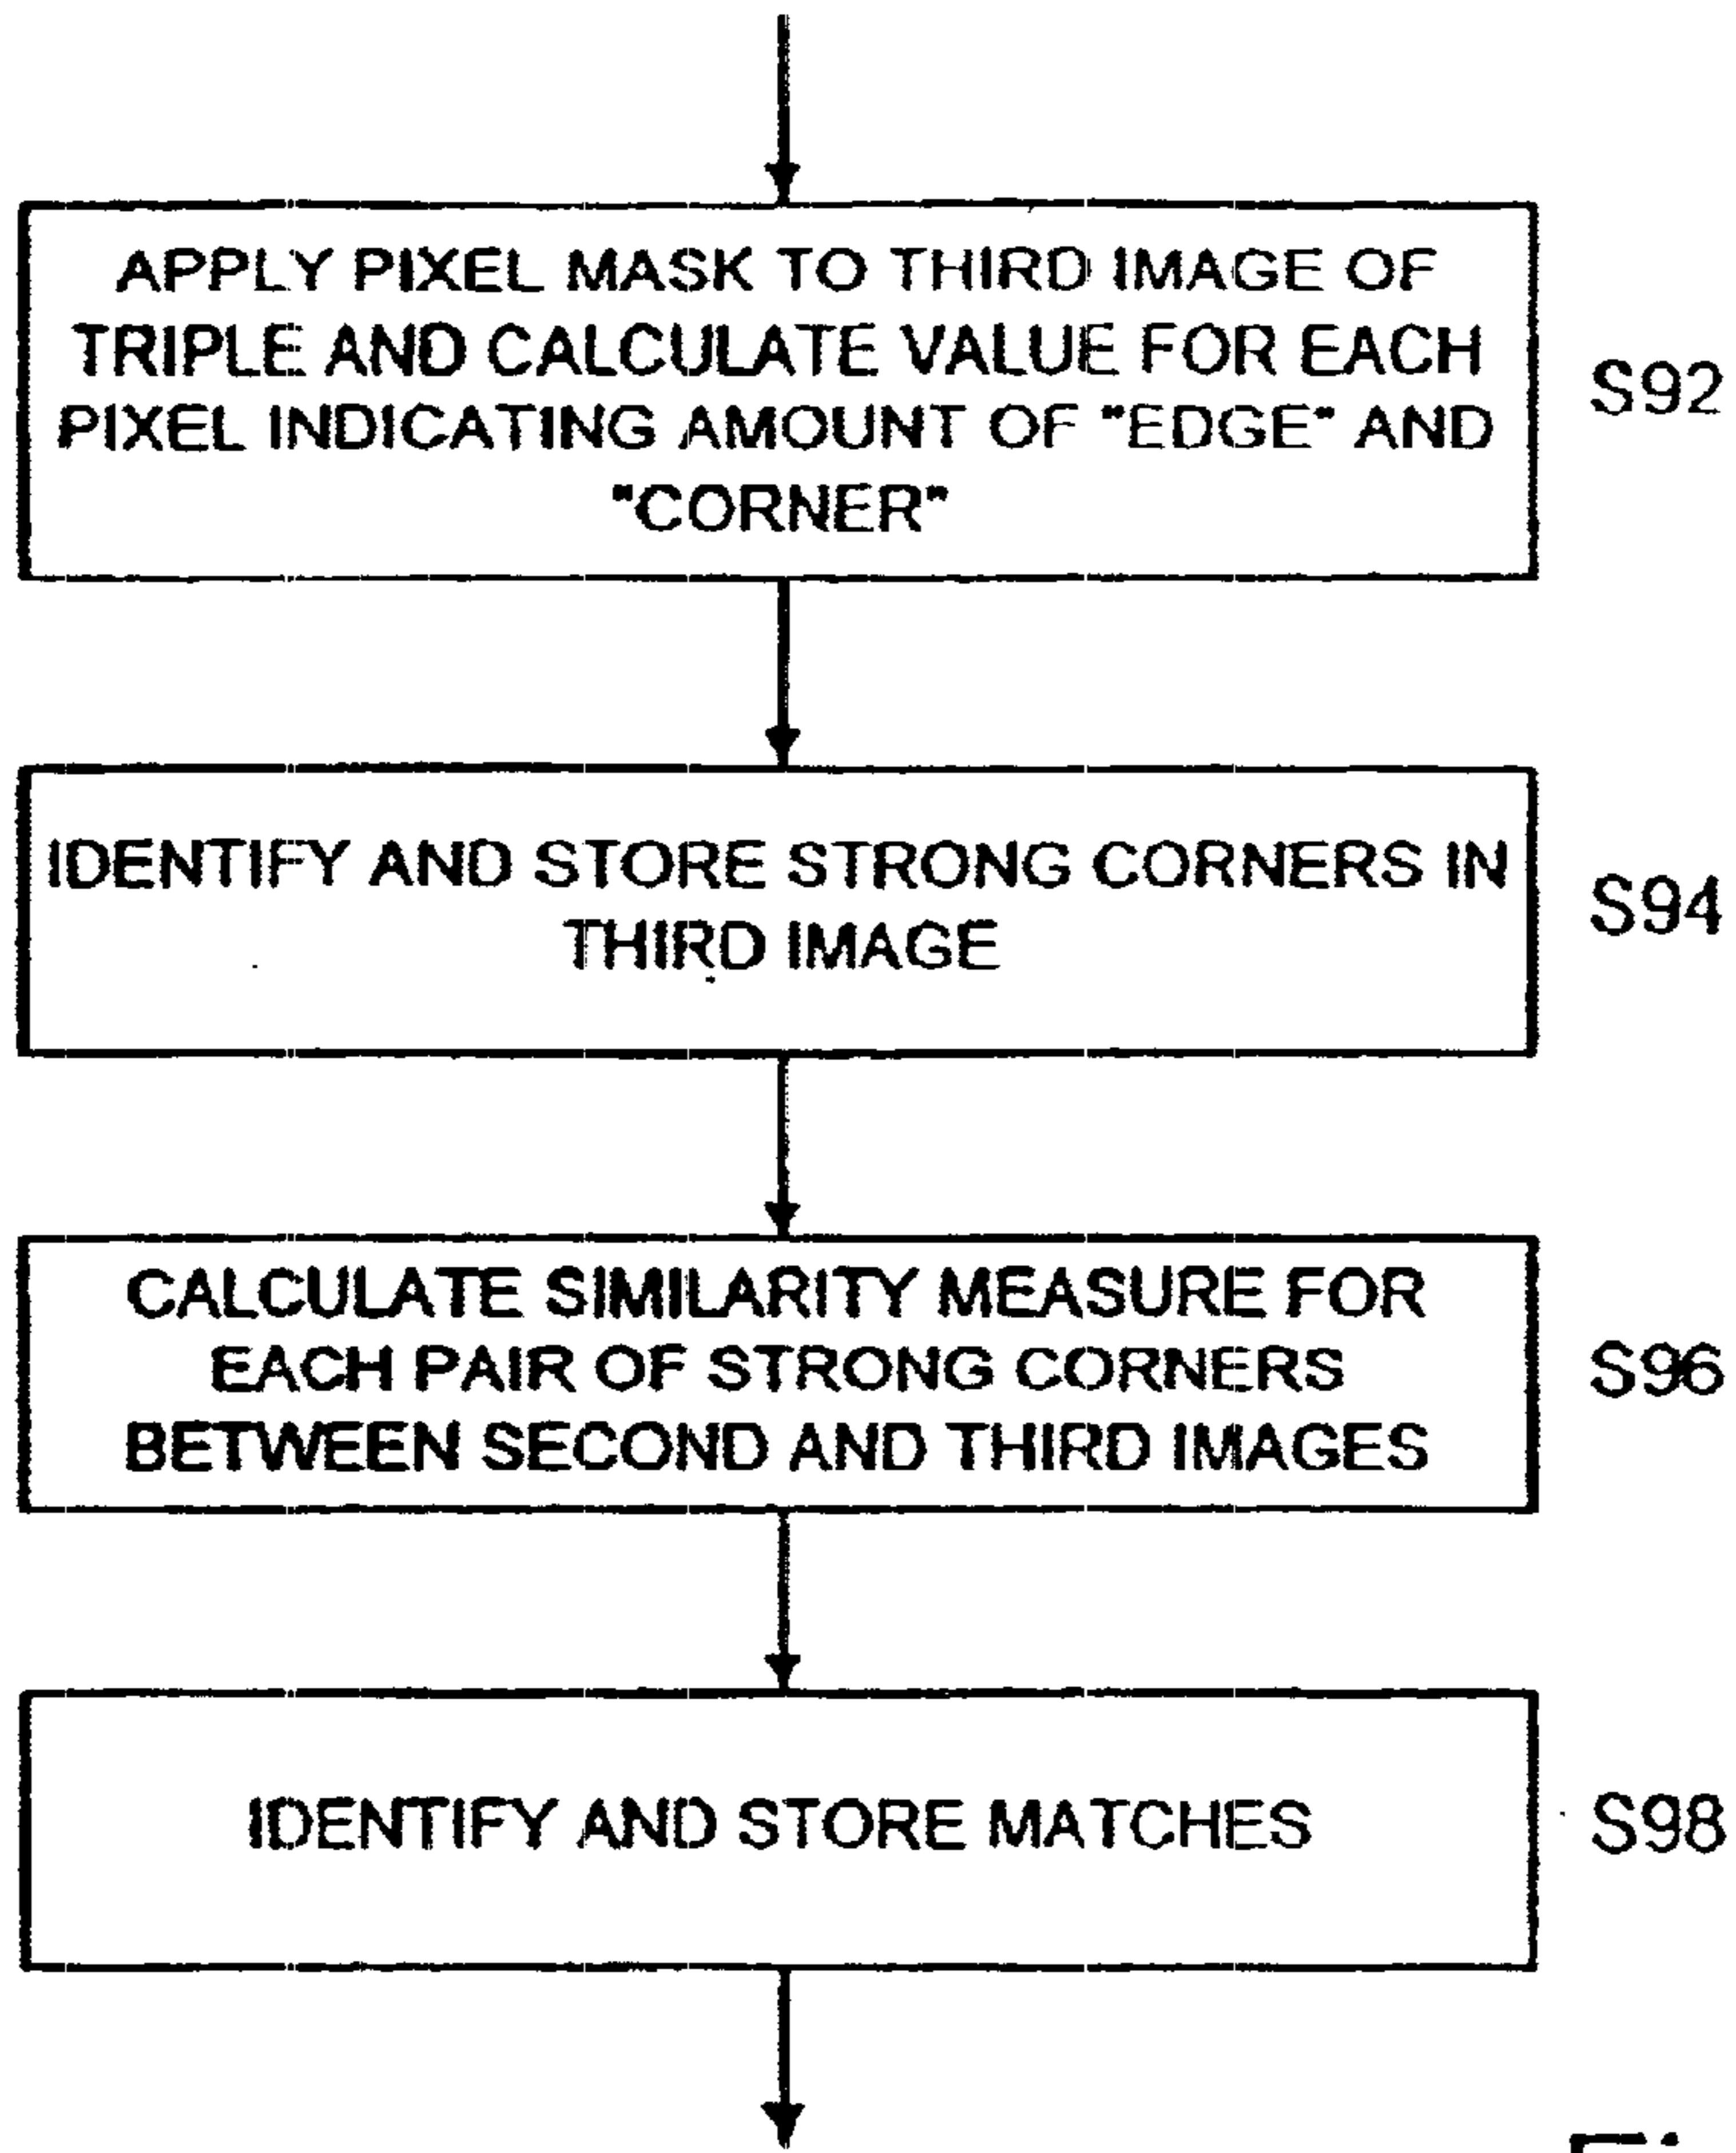 APPLY PIXEL MASK TO THIRD IMAGE OF
TRIPLE AND CALCULATE VALUE FOR EACH
PIXEL INDICATING AMOUNT OF "EDGE" AND
"CORNER"
S92
IDENTIFY AND STORE STRONG CORNERS IN
THIRD IMAGE
S94
CALCULATE SIMILARITY MEASURE FOR
EACH PAIR OF STRONG CORNERS
BETWEEN SECOND AND THIRD IMAGES
S96
IDENTIFY AND STORE MATCHES
S98